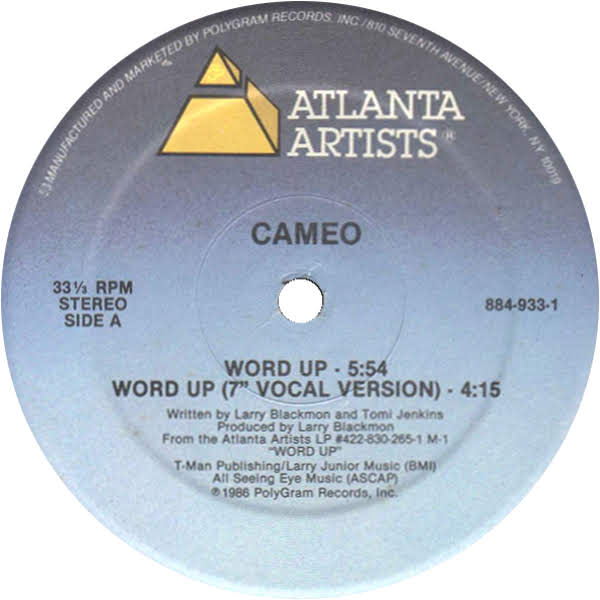 53 MANUFACTURED AND MARKETED BY POLYGRAM RECORDS, INC./810 SEVENTH AVENUE/NEW YORK, NY 10019
ATLANTA
ARTISTS®
CAMEO
33⅓ RPM
STEREO
SIDE A
884-933-1
WORD UP - 5:54
WORD UP (7” VOCAL VERSION) - 4:15
Written by Larry Blackmon and Tomi Jenkins
Produced by Larry Blackmon
From the Atlanta Artists LP #422-830-265-1 M-1
“WORD UP”
T-Man Publishing/Larry Junior Music (BMI)
All Seeing Eye Music (ASCAP)
℗1986 PolyGram Records, Inc.